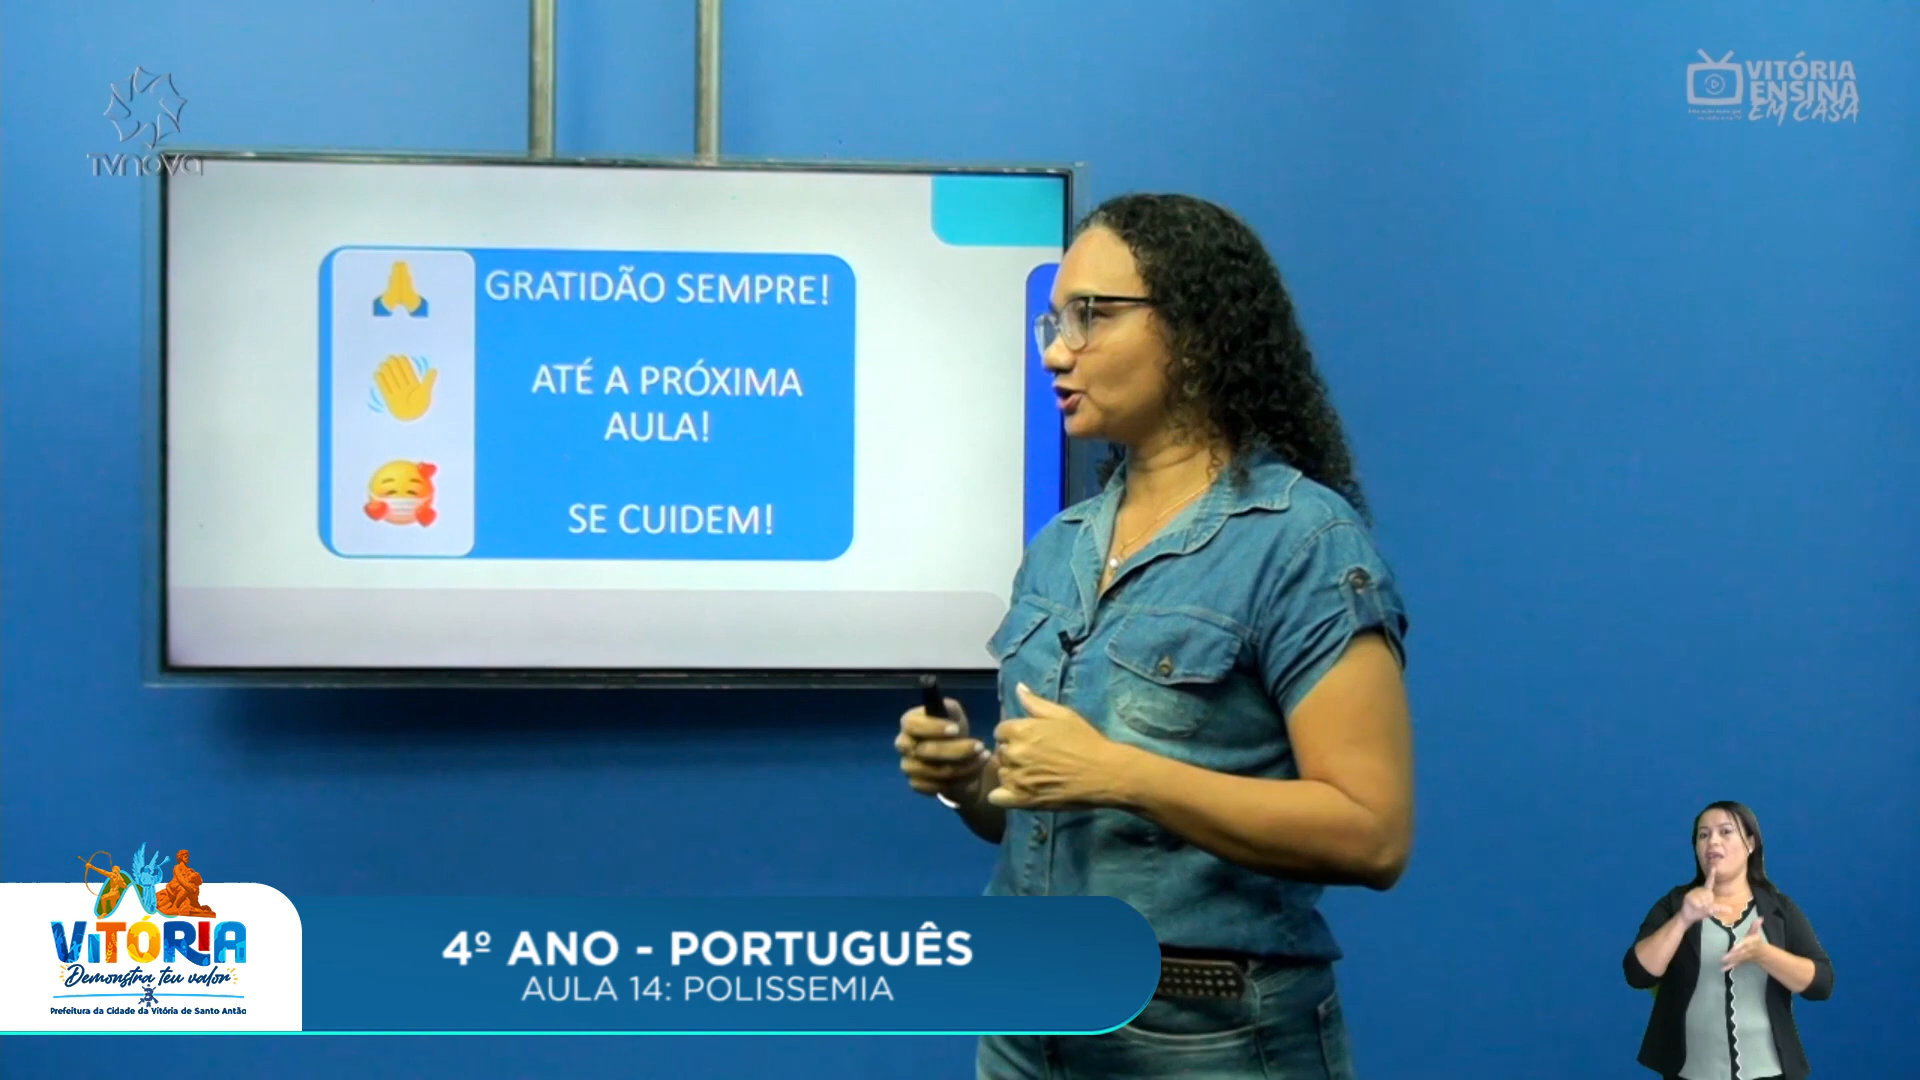 TVnova
VITÓRIA
ENSINA
EM CASA
GRATIDÃO SEMPRE!
ATÉ A PRÓXIMA
AULA!
SE CUIDEM!
VITÓRIA
Demonstra teu valor
Prefeitura da Cidade da Vitória de Santo Antão
4º ANO - PORTUGUÊS
AULA 14: POLISSEMIA